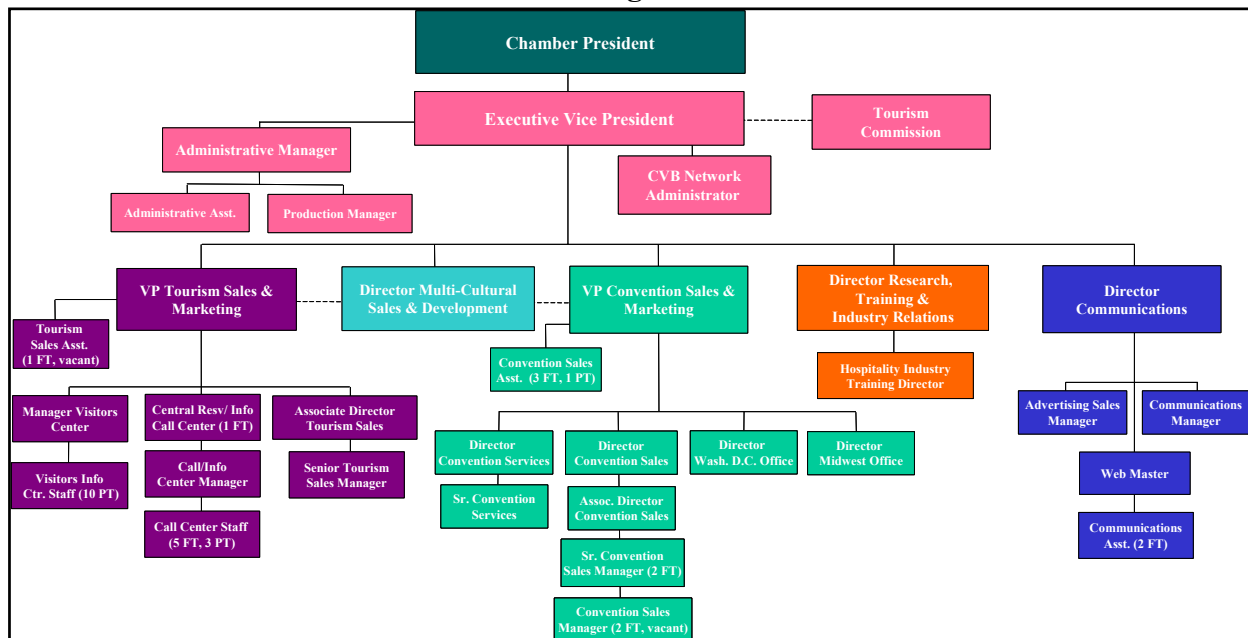 Chamber President
Executive Vice President
Tourism
Commission
Administrative Manager
CVB Network
Administrator
Administrative Asst.
Production Manager
VP Tourism Sales &
Marketing
Director Multi-Cultural
Sales & Development
VP Convention Sales &
Marketing
Director Research,
Training &
Industry Relations
Director
Communications
Tourism
Sales Asst.
(1 FT, vacant)
Convention Sales
Asst. (3 FT, 1 PT)
Hospitality Industry
Training Director
Manager Visitors
Center
Central Resv/ Info
Call Center (1 FT)
Associate Director
Tourism Sales
Advertising Sales
Manager
Communications
Manager
Director
Convention Services
Director
Convention Sales
Director
Wash. D.C. Office
Director
Midwest Office
Visitors Info
Ctr. Staff (10 PT)
Call/Info
Center Manager
Senior Tourism
Sales Manager
Web Master
Sr. Convention
Services
Assoc. Director
Convention Sales
Call Center Staff
(5 FT, 3 PT)
Communications
Asst. (2 FT)
Sr. Convention
Sales Manager (2 FT)
Convention Sales
Manager (2 FT, vacant)